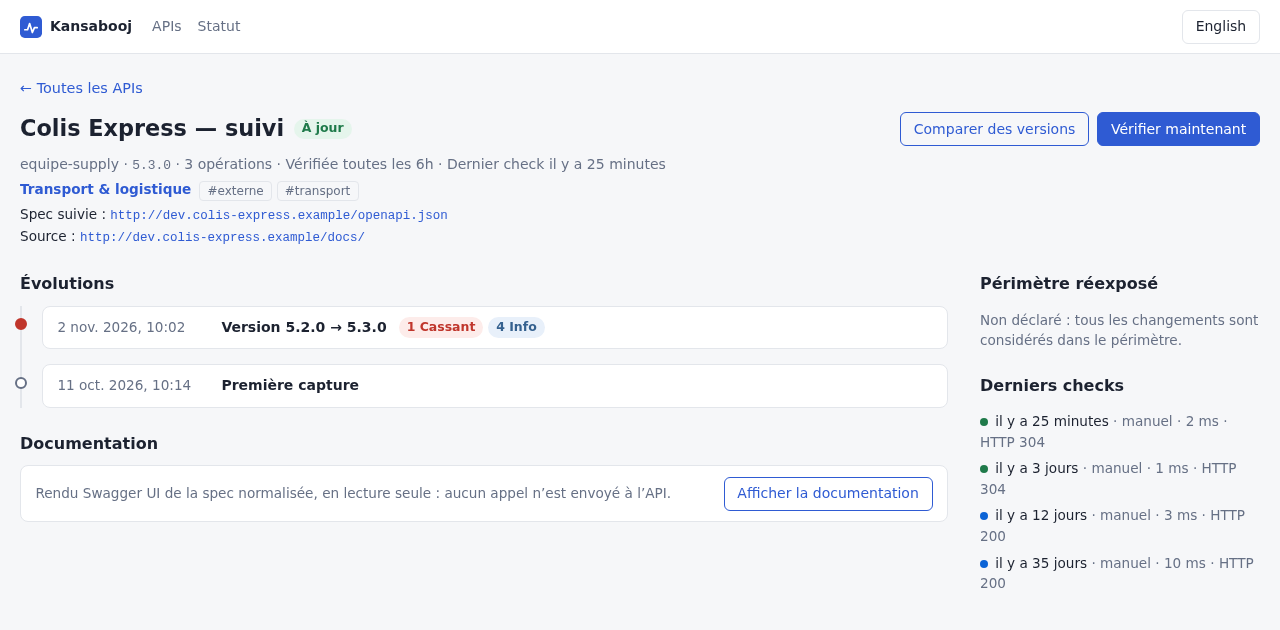 Kansabooj APIs Statut English
← Toutes les APIs
Colis Express — suivi À jour Comparer des versions Vérifier maintenant
equipe-supply · 5.3.0 · 3 opérations · Vérifiée toutes les 6h · Dernier check il y a 25 minutes
Transport & logistique #externe #transport
Spec suivie : http://dev.colis-express.example/openapi.json
Source : http://dev.colis-express.example/docs/
Évolutions
2 nov. 2026, 10:02 Version 5.2.0 → 5.3.0 1 Cassant 4 Info
11 oct. 2026, 10:14 Première capture
Documentation
Rendu Swagger UI de la spec normalisée, en lecture seule : aucun appel n’est envoyé à l’API. Afficher la documentation
Périmètre réexposé
Non déclaré : tous les changements sont
considérés dans le périmètre.
Derniers checks
il y a 25 minutes · manuel · 2 ms ·
HTTP 304
il y a 3 jours · manuel · 1 ms · HTTP
304
il y a 12 jours · manuel · 3 ms · HTTP
200
il y a 35 jours · manuel · 10 ms · HTTP
200